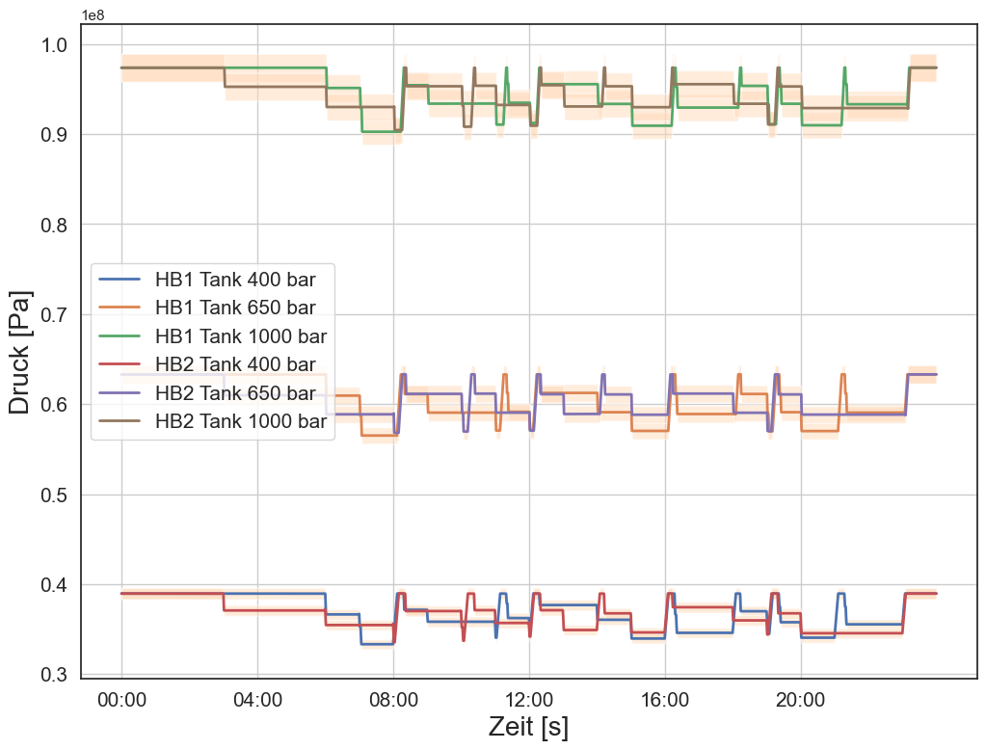 1e8
1.0
0.9
0.8
0.7
0.6
0.5
0.4
0.3
Druck [Pa]
HB1 Tank 400 bar
HB1 Tank 650 bar
HB1 Tank 1000 bar
HB2 Tank 400 bar
HB2 Tank 650 bar
HB2 Tank 1000 bar
00:00 04:00 08:00 12:00 16:00 20:00
Zeit [s]